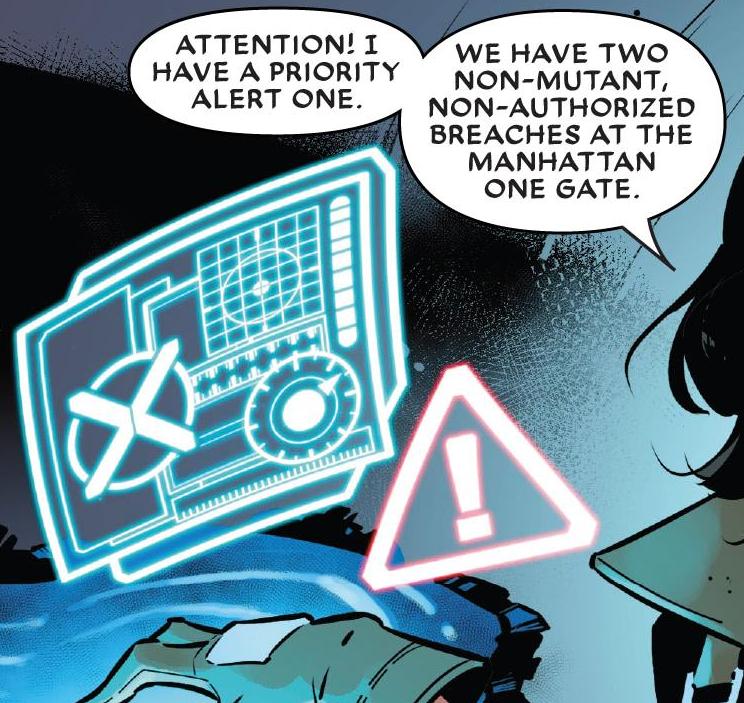 ATTENTION! I
HAVE A PRIORITY
ALERT ONE.
WE HAVE TWO
NON-MUTANT,
NON-AUTHORIZED
BREACHES AT THE
MANHATTAN
ONE GATE.
!